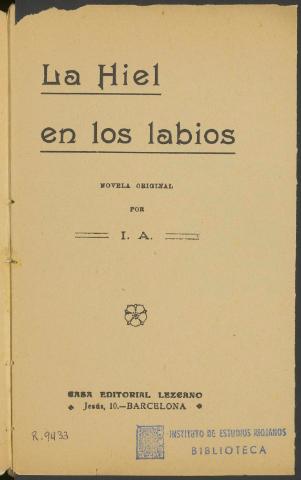 La Hiel
en los labios
NOVELA ORIGINAL
POR
I. A.
CASA EDITORIAL LEZCANO
Jesús, 10.—BARCELONA
R.9433
INSTITUTO DE ESTUDIOS RIOJANOS
BIBLIOTECA